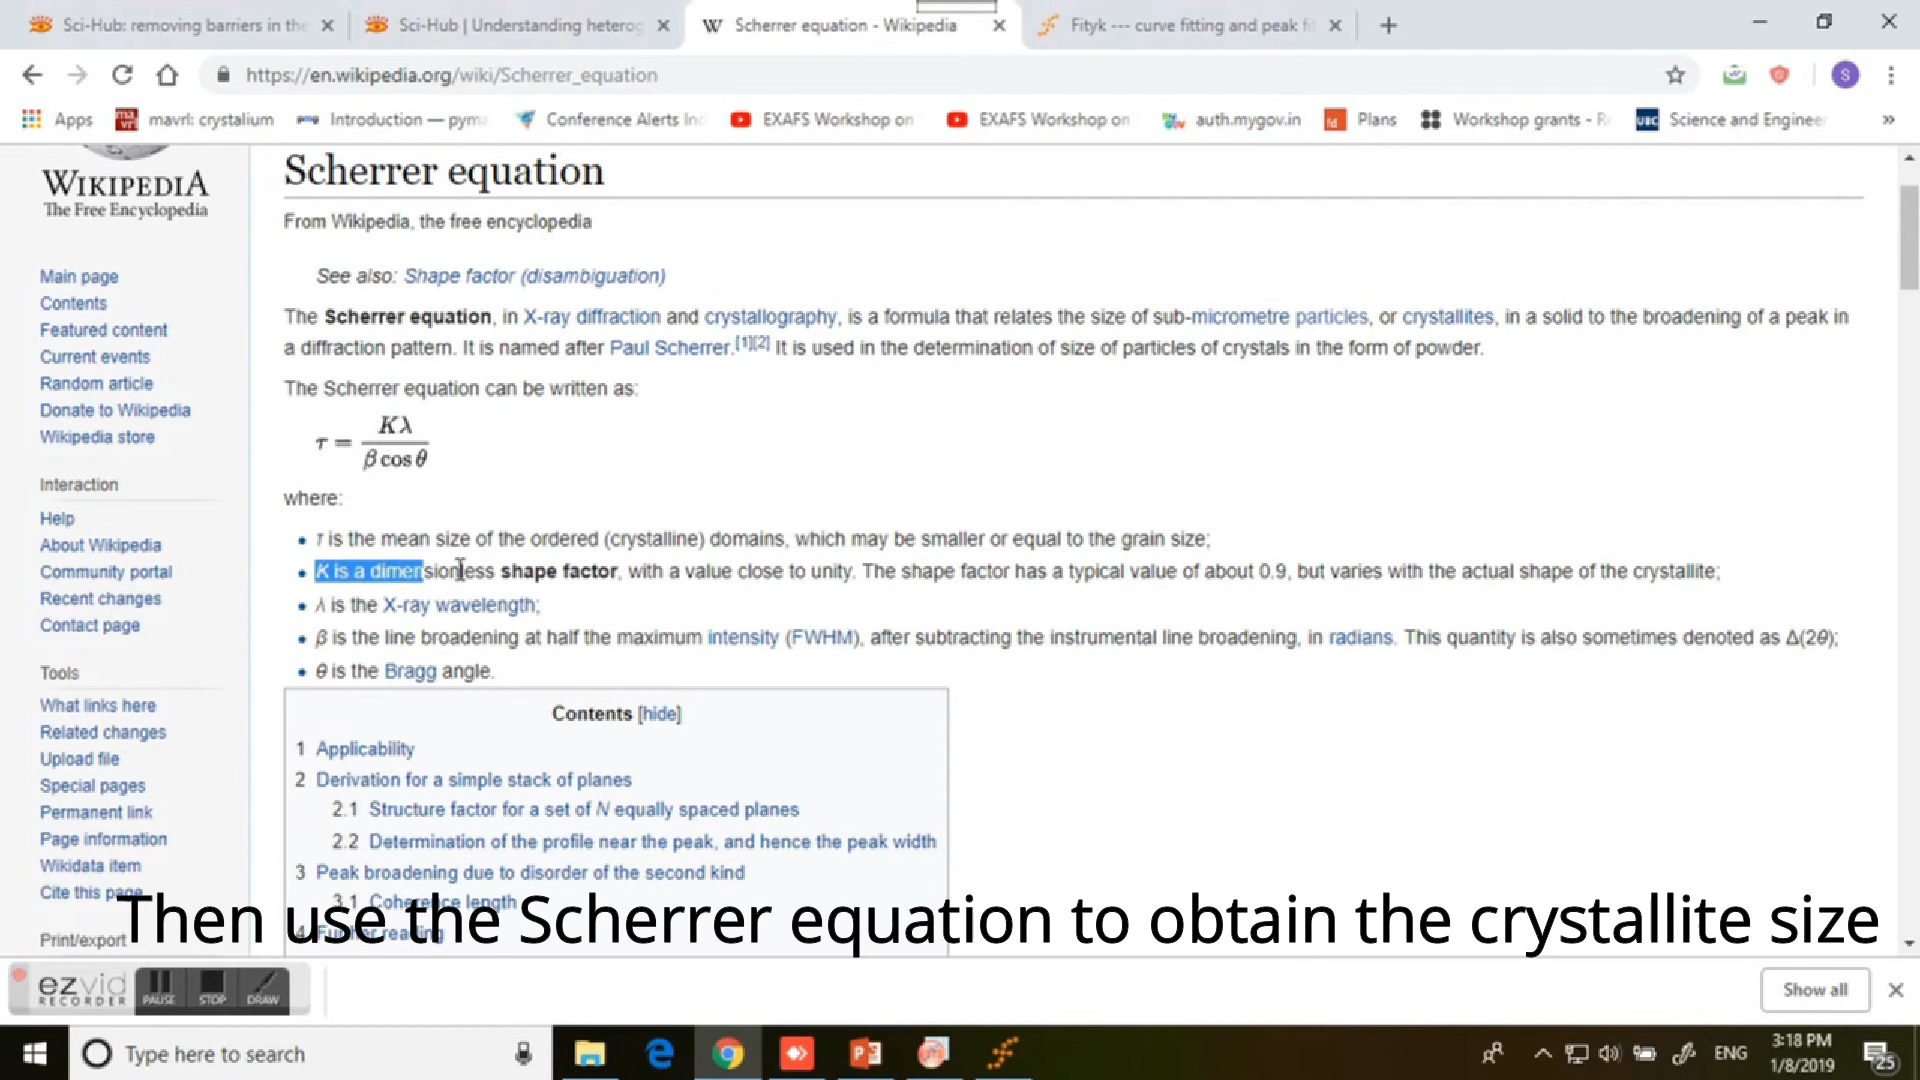 Sci-Hub: removing barriers in the
Sci-Hub | Understanding heterog
Scherrer equation - Wikipedia
Fityk --- curve fitting and peak fi
https://en.wikipedia.org/wiki/Scherrer_equation
S
Apps
mavrl: crystalium
Introduction — pyma
Conference Alerts Inc
EXAFS Workshop on
EXAFS Workshop on
auth.mygov.in
Plans
Workshop grants - R
UBC
Science and Engineer
WIKIPEDIA
The Free Encyclopedia
Main page
Contents
Featured content
Current events
Random article
Donate to Wikipedia
Wikipedia store
Interaction
Help
About Wikipedia
Community portal
Recent changes
Contact page
Tools
What links here
Related changes
Upload file
Special pages
Permanent link
Page information
Wikidata item
Cite this page
Print/export
Scherrer equation
From Wikipedia, the free encyclopedia
See also: Shape factor (disambiguation)
The Scherrer equation, in X-ray diffraction and crystallography, is a formula that relates the size of sub-micrometre particles, or crystallites, in a solid to the broadening of a peak in
a diffraction pattern. It is named after Paul Scherrer.[1][2] It is used in the determination of size of particles of crystals in the form of powder.
The Scherrer equation can be written as:
τ = Kλ / β cos θ
where:
• τ is the mean size of the ordered (crystalline) domains, which may be smaller or equal to the grain size;
• K is a dimensionless shape factor, with a value close to unity. The shape factor has a typical value of about 0.9, but varies with the actual shape of the crystallite;
• λ is the X-ray wavelength;
• β is the line broadening at half the maximum intensity (FWHM), after subtracting the instrumental line broadening, in radians. This quantity is also sometimes denoted as Δ(2θ);
• θ is the Bragg angle.
Contents [hide]
1 Applicability
2 Derivation for a simple stack of planes
2.1 Structure factor for a set of N equally spaced planes
2.2 Determination of the profile near the peak, and hence the peak width
3 Peak broadening due to disorder of the second kind
3.1 Coherence length
4 Further reading
Then use the Scherrer equation to obtain the crystallite size
ezvid
RECORDER
PAUSE
STOP
DRAW
Show all
Type here to search
ENG
3:18 PM
1/8/2019
25